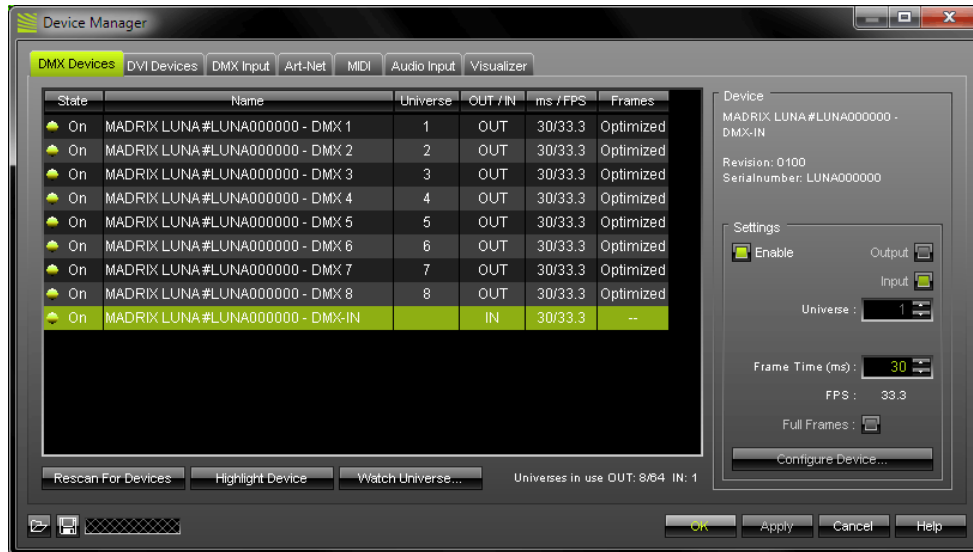 Device Manager
DMX Devices DVI Devices DMX Input Art-Net MIDI Audio Input Visualizer
State Name Universe OUT / IN ms / FPS Frames
On MADRIX LUNA #LUNA000000 - DMX 1 1 OUT 30/33.3 Optimized
On MADRIX LUNA #LUNA000000 - DMX 2 2 OUT 30/33.3 Optimized
On MADRIX LUNA #LUNA000000 - DMX 3 3 OUT 30/33.3 Optimized
On MADRIX LUNA #LUNA000000 - DMX 4 4 OUT 30/33.3 Optimized
On MADRIX LUNA #LUNA000000 - DMX 5 5 OUT 30/33.3 Optimized
On MADRIX LUNA #LUNA000000 - DMX 6 6 OUT 30/33.3 Optimized
On MADRIX LUNA #LUNA000000 - DMX 7 7 OUT 30/33.3 Optimized
On MADRIX LUNA #LUNA000000 - DMX 8 8 OUT 30/33.3 Optimized
On MADRIX LUNA #LUNA000000 - DMX-IN IN 30/33.3 --
Device
MADRIX LUNA #LUNA000000 -
DMX-IN
Revision: 0100
Serialnumber: LUNA000000
Settings
Enable Output
Input
Universe : 1
Frame Time (ms) : 30
FPS : 33.3
Full Frames :
Configure Device...
Rescan For Devices Highlight Device Watch Universe... Universes in use OUT: 8/64 IN: 1
OK Apply Cancel Help